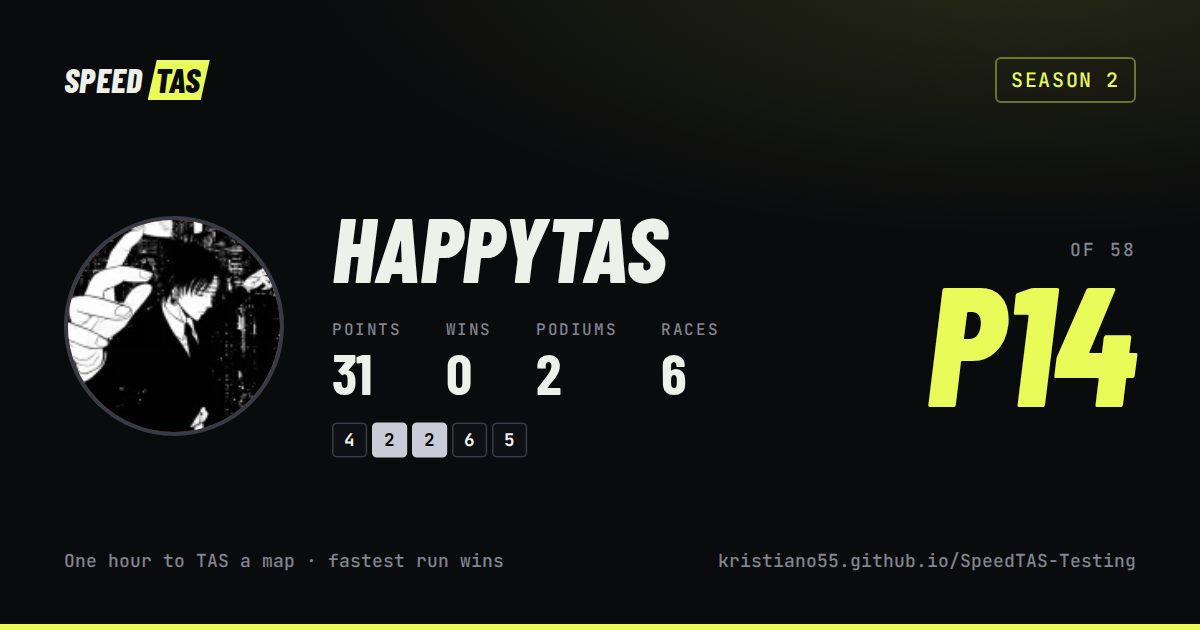 SPEED TAS
SEASON 2
HAPPYTAS
OF 58
P14
POINTS WINS PODIUMS RACES
31 0 2 6
4 2 2 6 5
One hour to TAS a map · fastest run wins
kristiano55.github.io/SpeedTAS-Testing